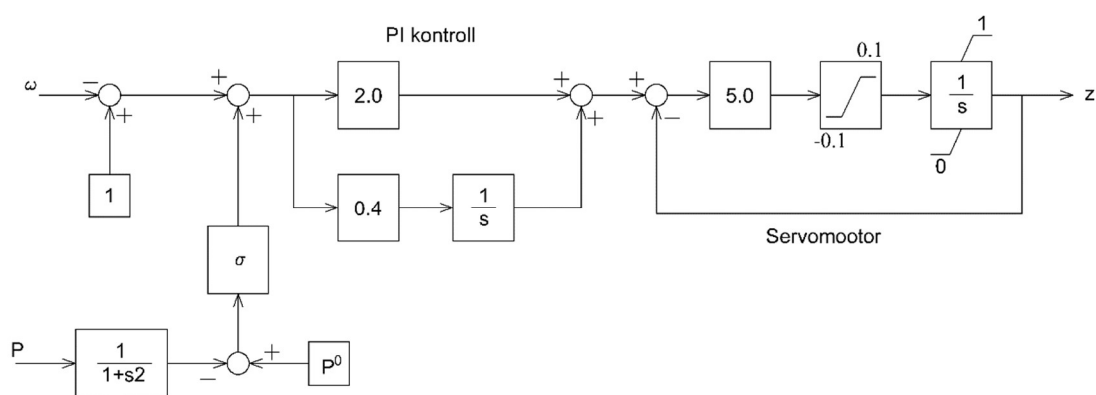 PI kontroll
1
0.1
ω
−
+
+
+
+
+
+
−
+
2.0
5.0
1
s
z
-0.1
0
1
0.4
1
s
Servomootor
σ
P
1
1+s2
−
+
P⁰